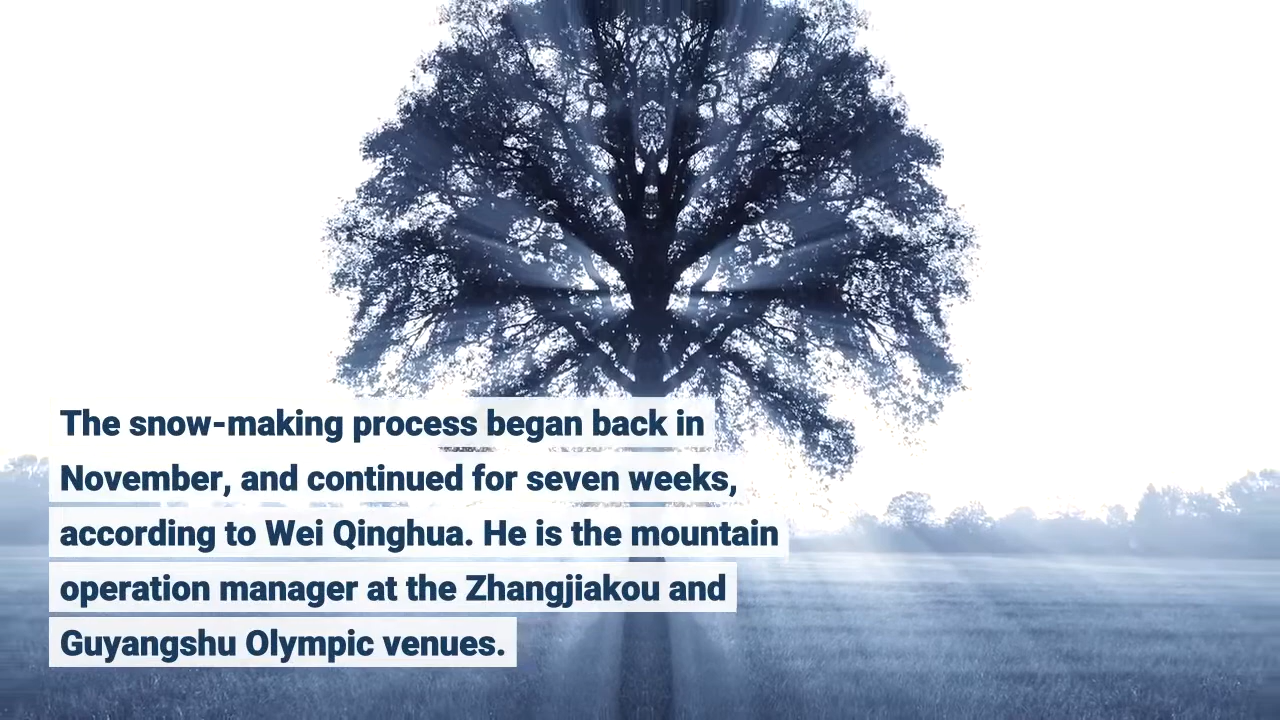 The snow-making process began back in
November, and continued for seven weeks,
according to Wei Qinghua. He is the mountain
operation manager at the Zhangjiakou and
Guyangshu Olympic venues.